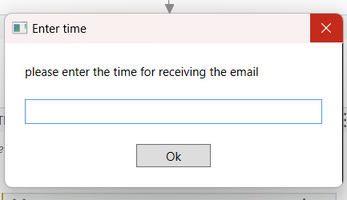 Enter time
please enter the time for receiving the email
Ok